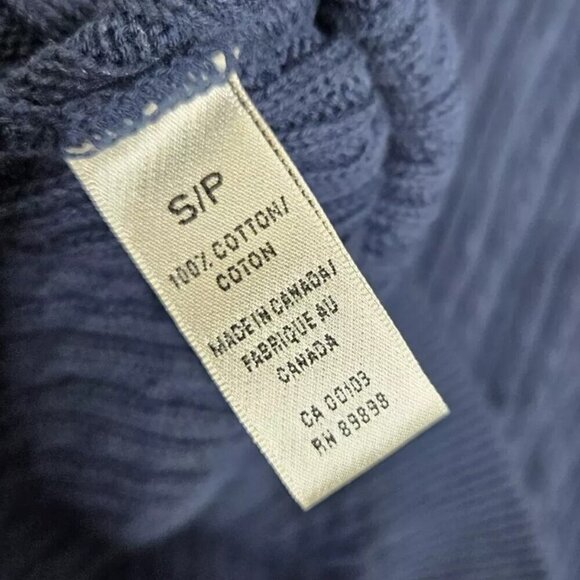 S/P
100% COTTON/
COTON
MADE IN CANADA/
FABRIQUE AU
CANADA
CA 00103
RN 89898